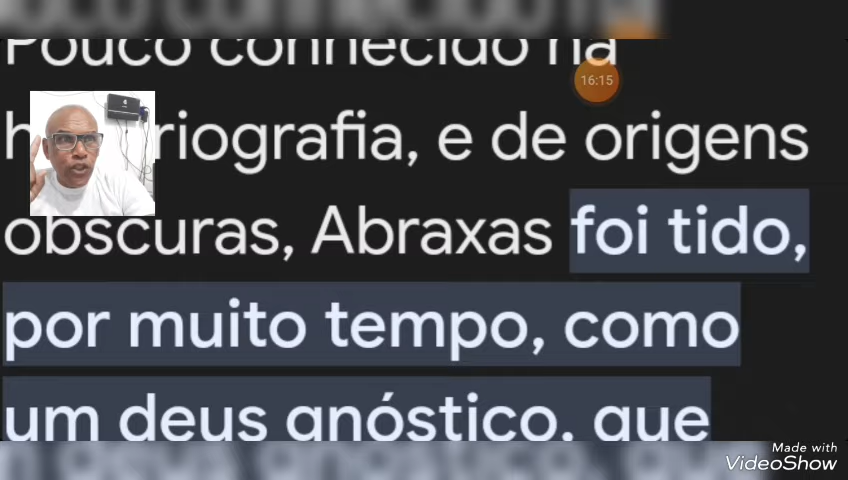 Pouco conhecido na
16:15
h riografia, e de origens
obscuras, Abraxas foi tido,
por muito tempo, como
um deus gnóstico, que
Made with
VideoShow